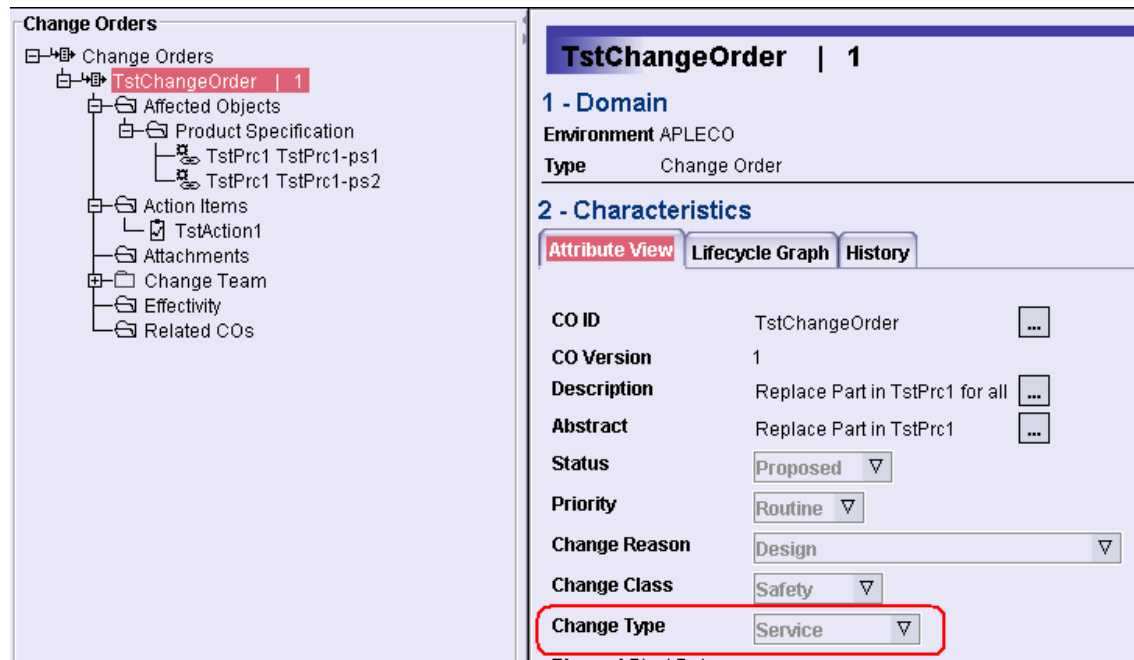 Change Orders
Change Orders
TstChangeOrder | 1
Affected Objects
Product Specification
TstPrc1 TstPrc1-ps1
TstPrc1 TstPrc1-ps2
Action Items
TstAction1
Attachments
Change Team
Effectivity
Related COs
TstChangeOrder | 1
1 - Domain
Environment APLECO
Type Change Order
2 - Characteristics
Attribute View Lifecycle Graph History
CO ID TstChangeOrder ...
CO Version 1
Description Replace Part in TstPrc1 for all ...
Abstract Replace Part in TstPrc1 ...
Status Proposed
Priority Routine
Change Reason Design
Change Class Safety
Change Type Service